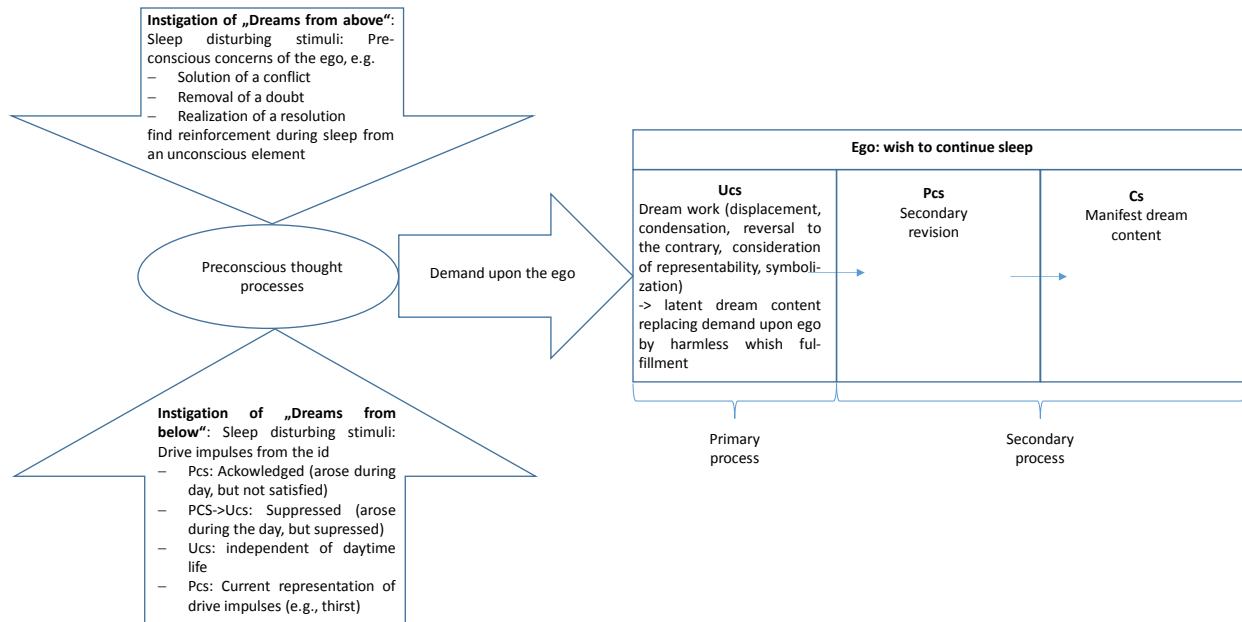 Instigation of „Dreams from above“:
Sleep disturbing stimuli: Pre-
conscious concerns of the ego, e.g.
– Solution of a conflict
– Removal of a doubt
– Realization of a resolution
find reinforcement during sleep from
an unconscious element
Preconscious thought
processes
Demand upon the ego
Instigation of „Dreams from
below“: Sleep disturbing stimuli:
Drive impulses from the id
– Pcs: Ackowledged (arose during
day, but not satisfied)
– PCS->Ucs: Suppressed (arose
during the day, but supressed)
– Ucs: independent of daytime
life
– Pcs: Current representation of
drive impulses (e.g., thirst)
Ego: wish to continue sleep
Ucs
Dream work (displacement,
condensation, reversal to
the contrary, consideration
of representability, symboli-
zation)
-> latent dream content
replacing demand upon ego
by harmless whish ful-
fillment
Pcs
Secondary
revision
Cs
Manifest dream
content
Primary
process
Secondary
process